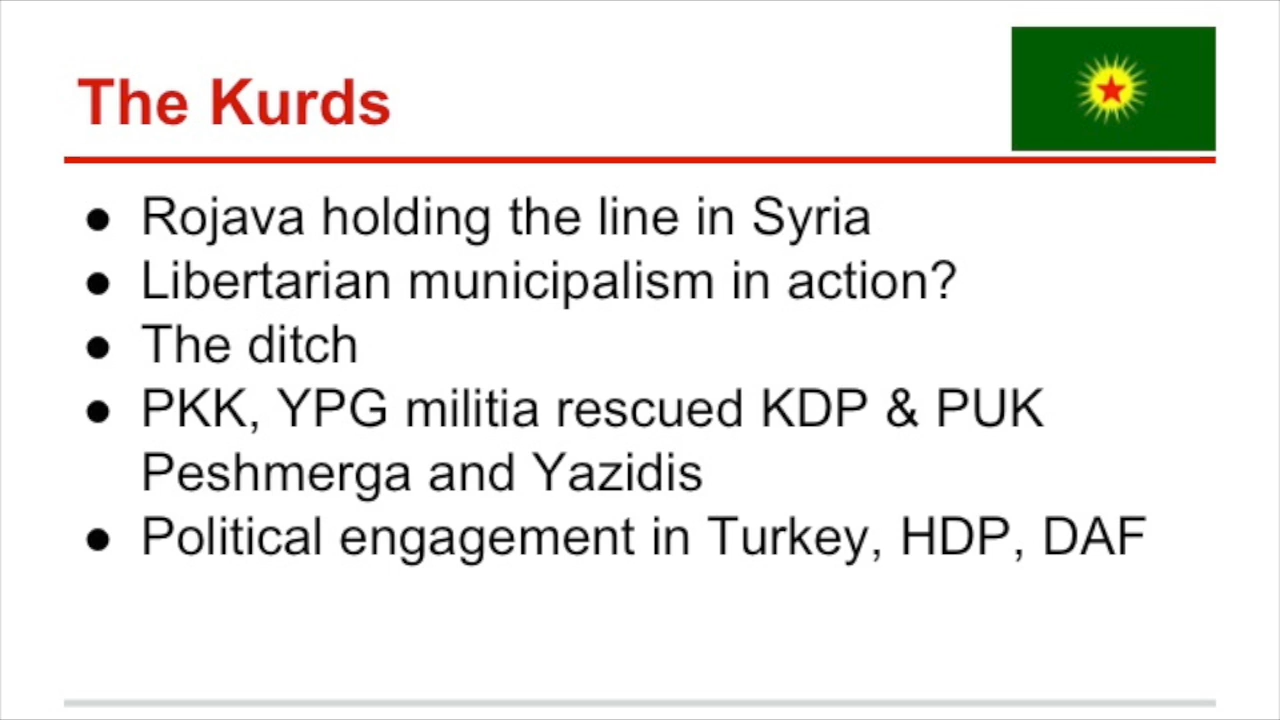 The Kurds
● Rojava holding the line in Syria
● Libertarian municipalism in action?
● The ditch
● PKK, YPG militia rescued KDP & PUK
Peshmerga and Yazidis
● Political engagement in Turkey, HDP, DAF